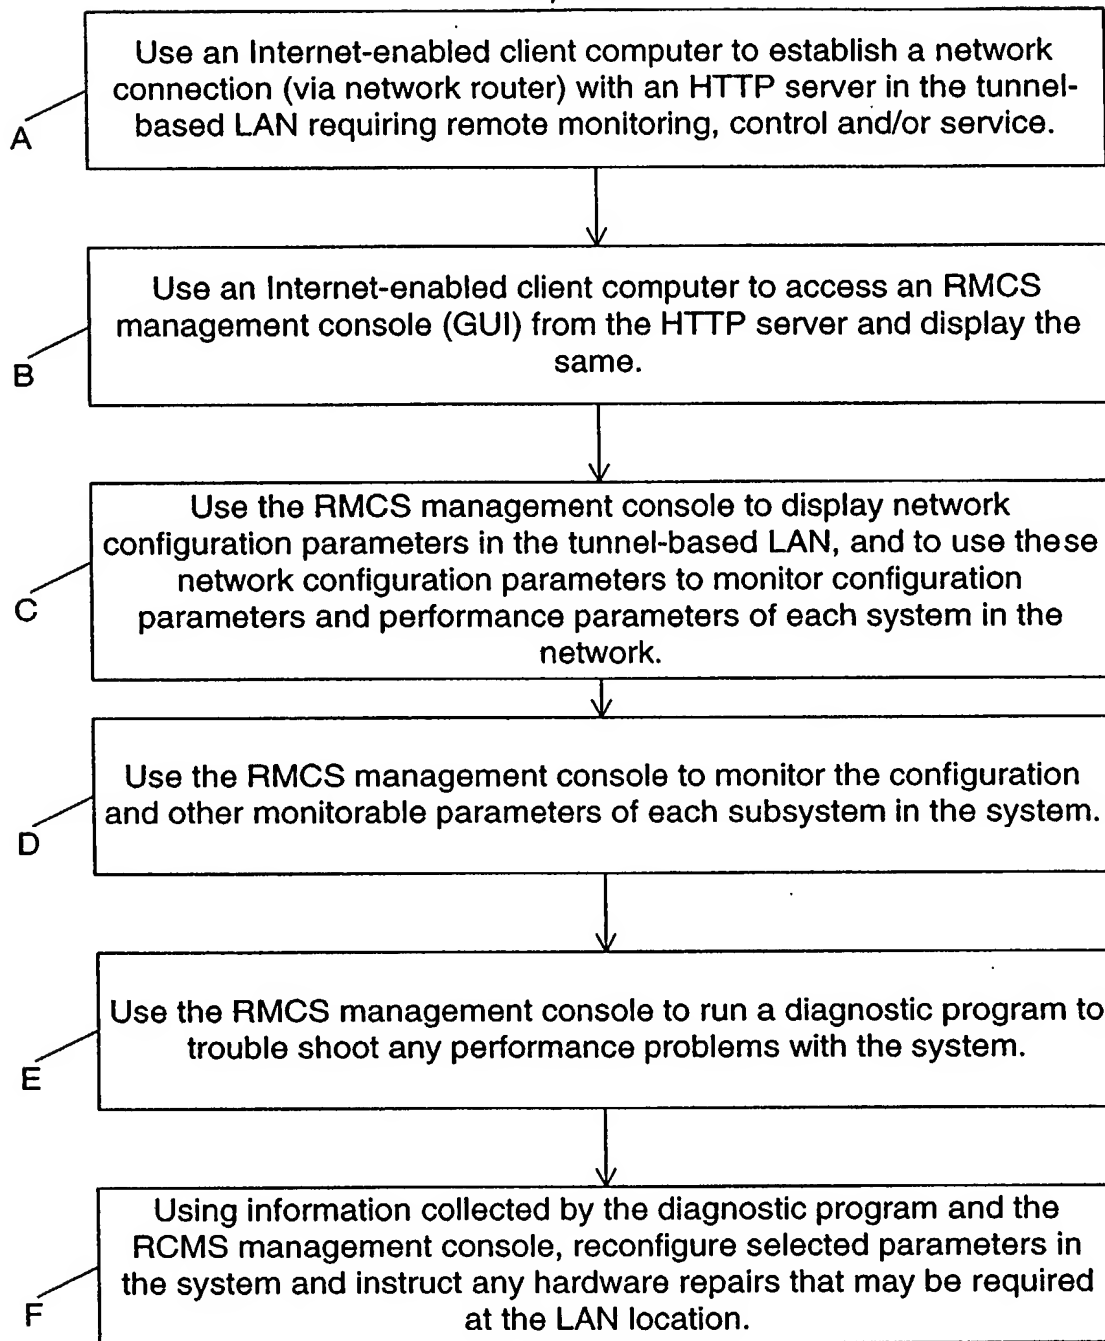 Use an Internet-enabled client computer to establish a network
connection (via network router) with an HTTP server in the tunnel-
based LAN requiring remote monitoring, control and/or service.
A
Use an Internet-enabled client computer to access an RMCS
management console (GUI) from the HTTP server and display the
same.
B
Use the RMCS management console to display network
configuration parameters in the tunnel-based LAN, and to use these
network configuration parameters to monitor configuration
parameters and performance parameters of each system in the
network.
C
Use the RMCS management console to monitor the configuration
and other monitorable parameters of each subsystem in the system.
D
Use the RMCS management console to run a diagnostic program to
trouble shoot any performance problems with the system.
E
Using information collected by the diagnostic program and the
RCMS management console, reconfigure selected parameters in
the system and instruct any hardware repairs that may be required
at the LAN location.
F